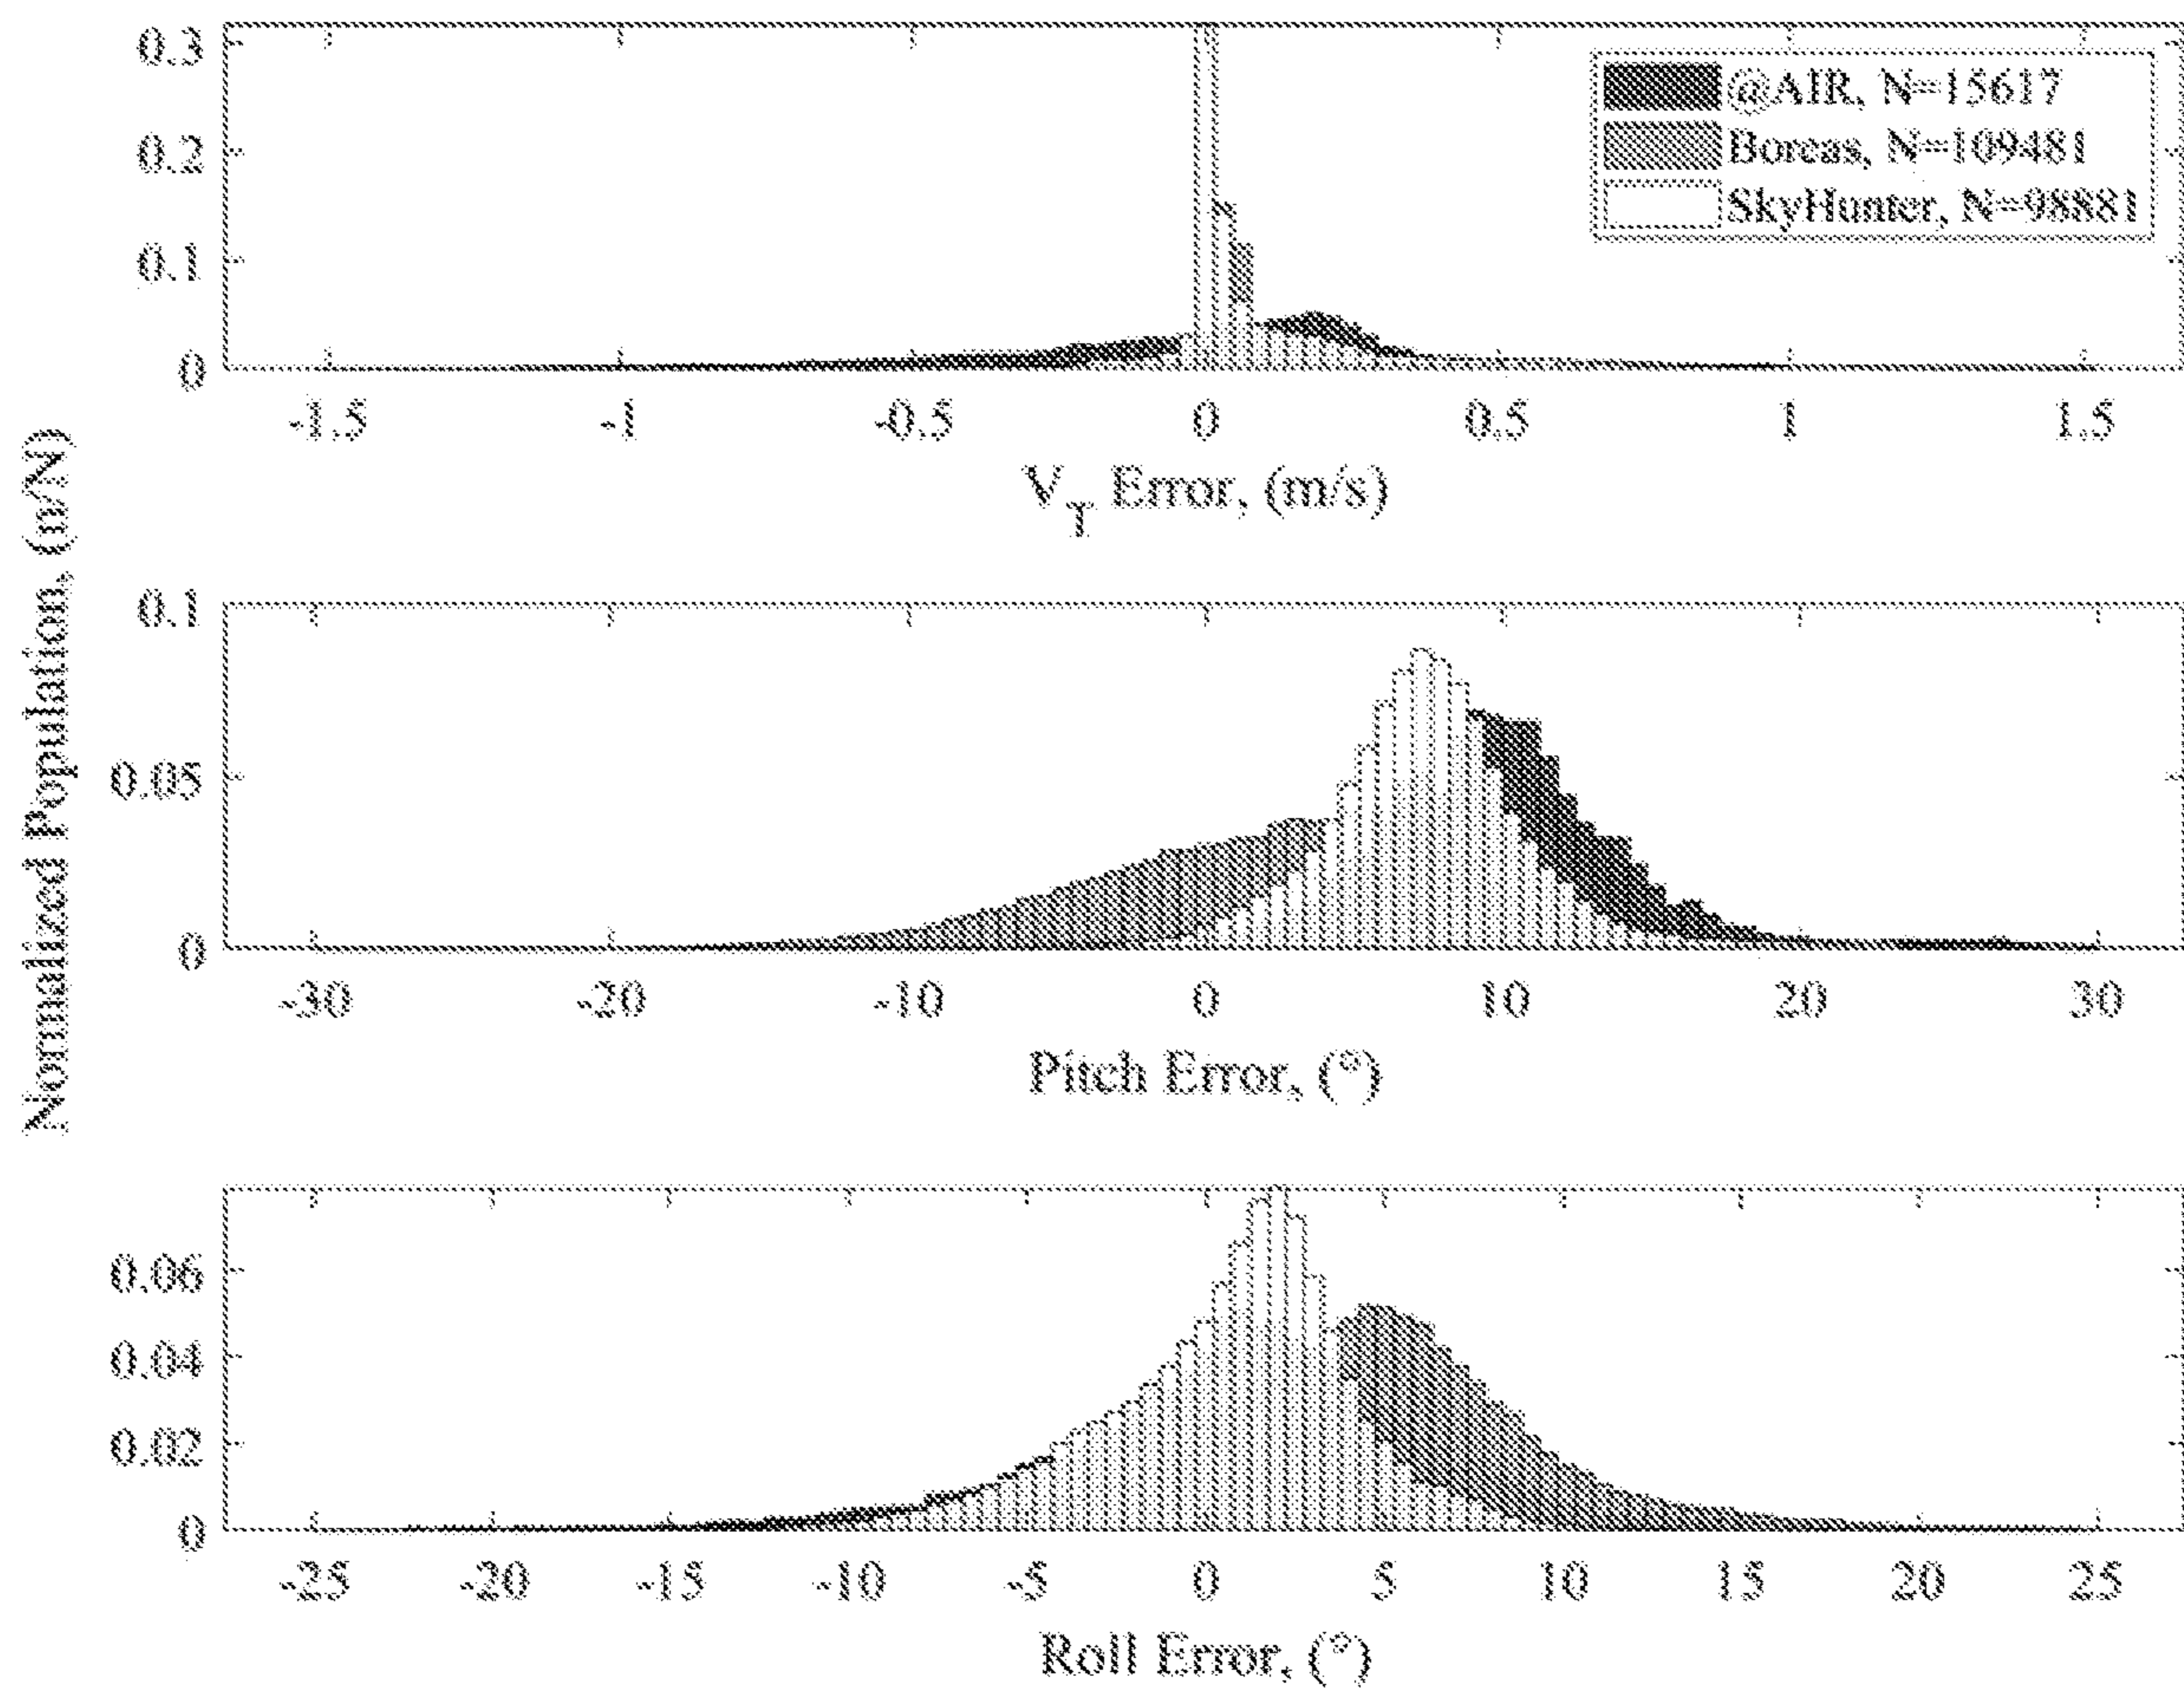 Normalized Population, (n/N)
0.3
0.2
0.1
0
@AIR, N=15617
Boreas, N=109481
SkyHunter, N=98881
-1.5 -1 -0.5 0 0.5 1 1.5
V_T Error, (m/s)
0.1
0.05
0
-30 -20 -10 0 10 20 30
Pitch Error, (°)
0.06
0.04
0.02
0
-25 -20 -15 -10 -5 0 5 10 15 20 25
Roll Error, (°)